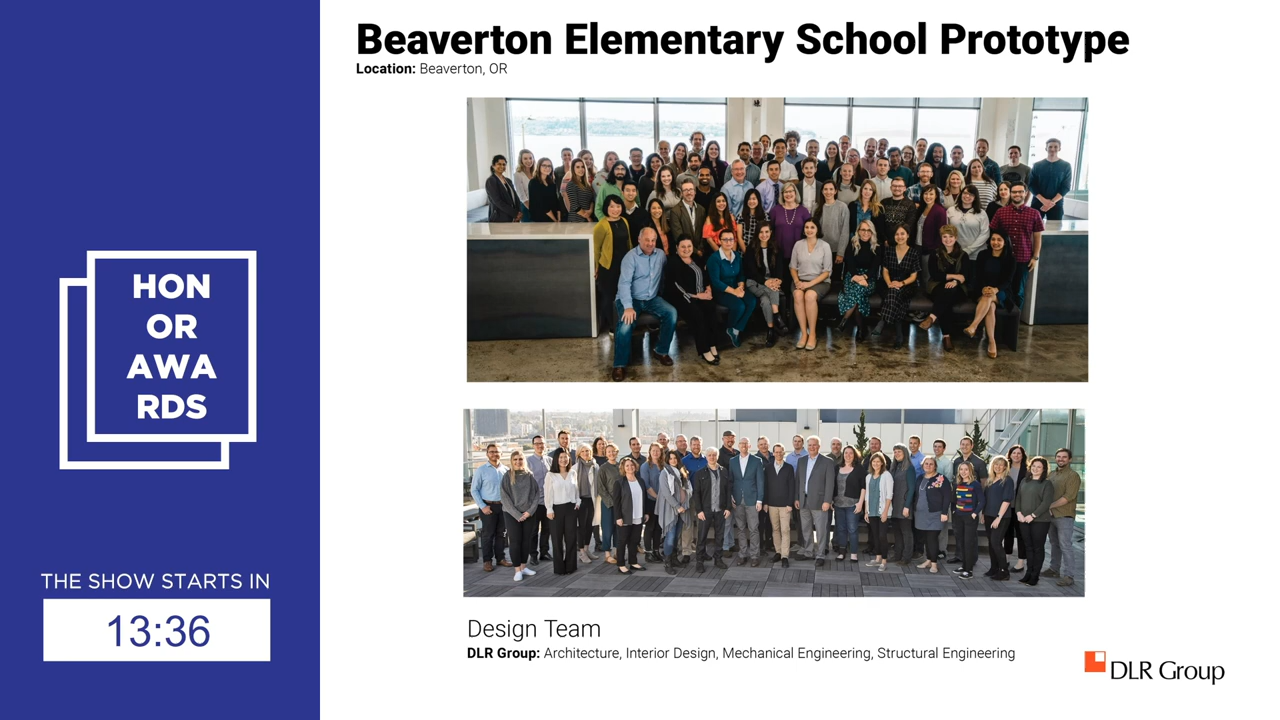 HON
OR
AWA
RDS
THE SHOW STARTS IN
13:36
Beaverton Elementary School Prototype
Location: Beaverton, OR
Design Team
DLR Group: Architecture, Interior Design, Mechanical Engineering, Structural Engineering
DLR Group